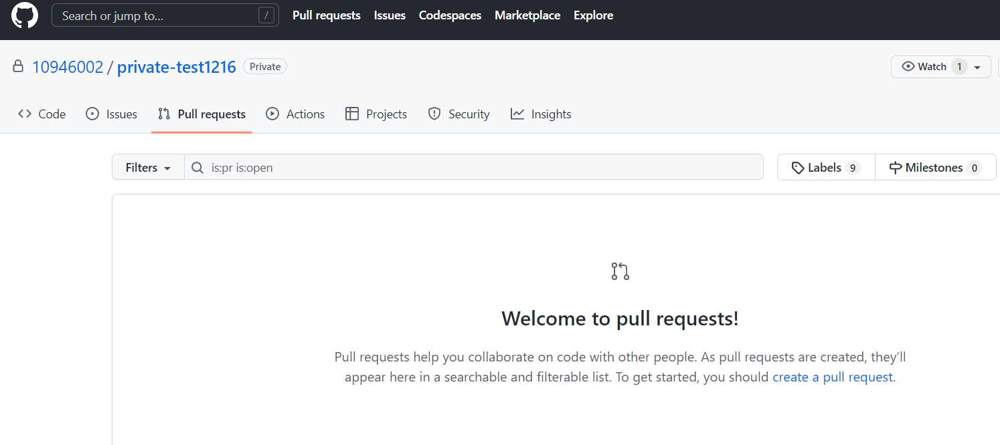 Search or jump to... / Pull requests Issues Codespaces Marketplace Explore
10946002 / private-test1216 Private Watch 1
Code Issues Pull requests Actions Projects Security Insights
Filters is:pr is:open Labels 9 Milestones 0
Welcome to pull requests!
Pull requests help you collaborate on code with other people. As pull requests are created, they’ll
appear here in a searchable and filterable list. To get started, you should create a pull request.